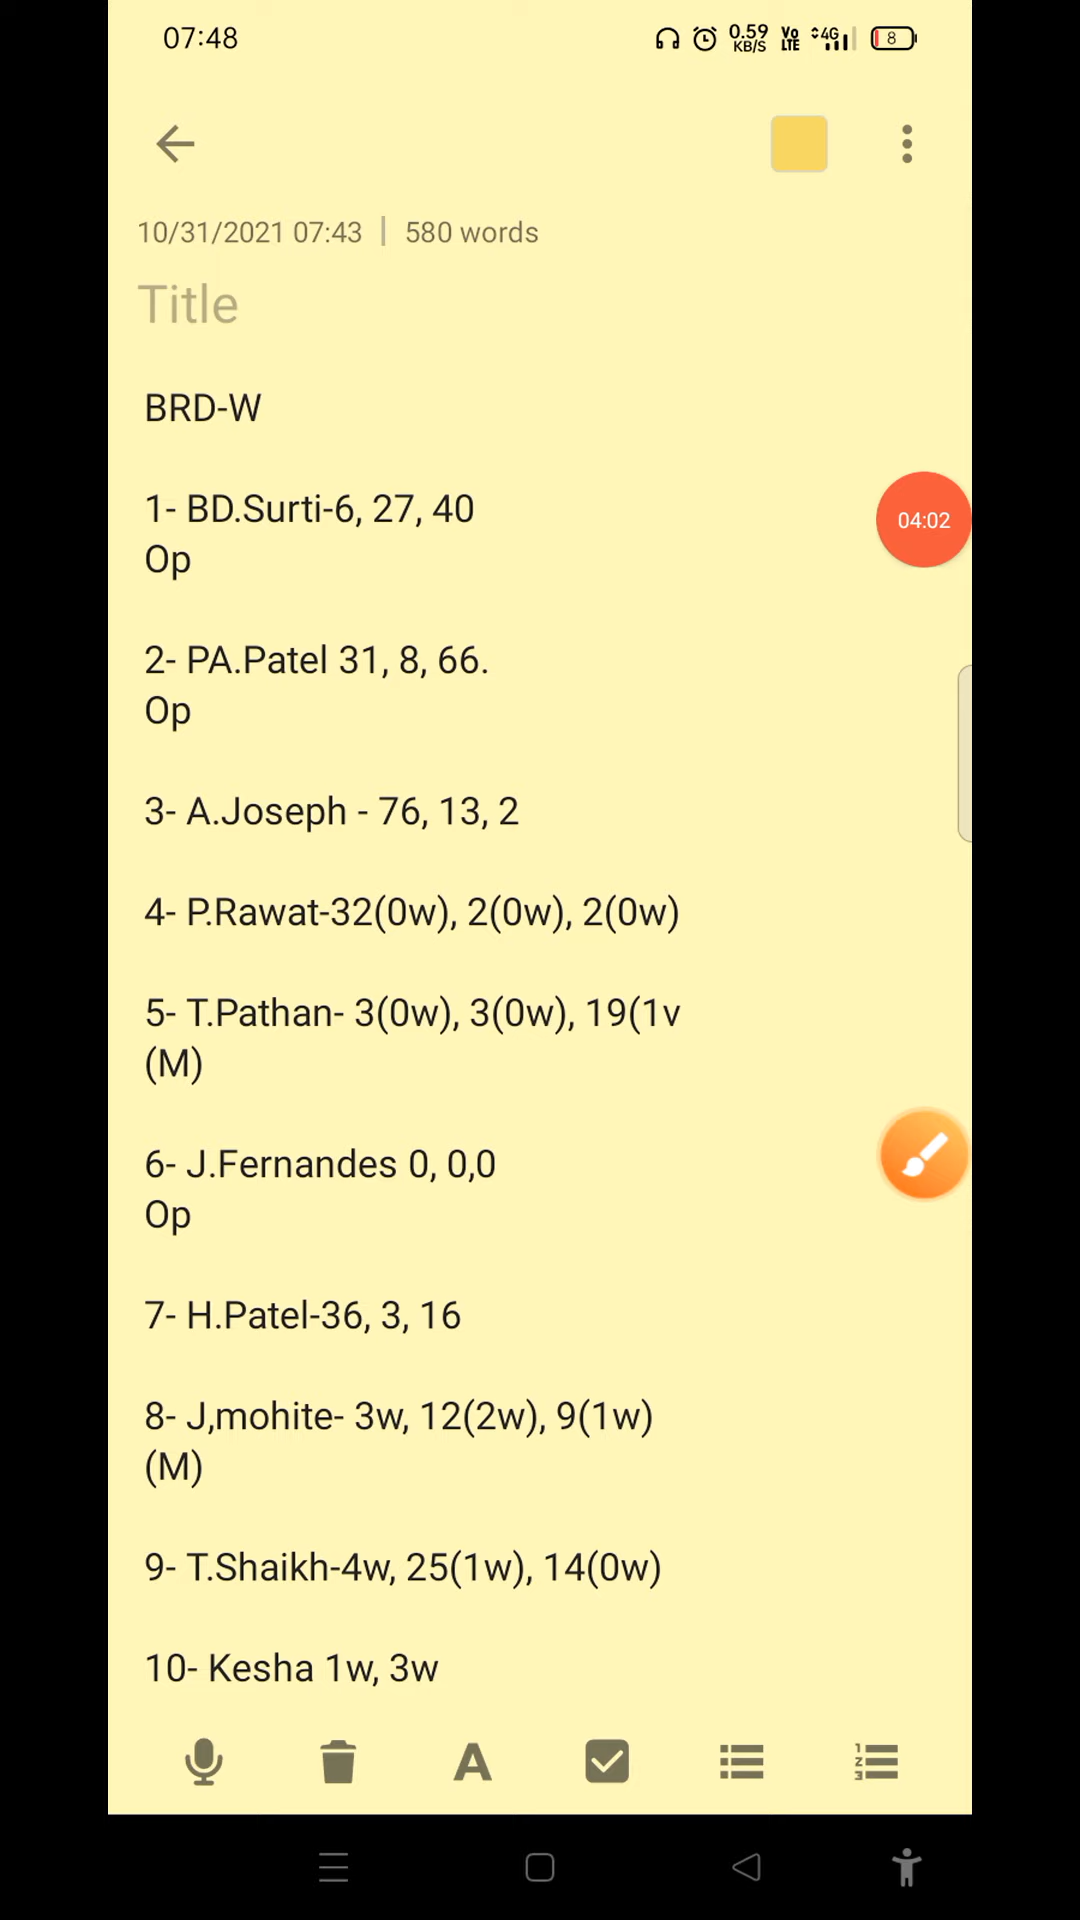 07:48
0.59 KB/S Vo LTE 4G 8
10/31/2021 07:43 | 580 words
Title
BRD-W
1- BD.Surti-6, 27, 40
04:02
Op
2- PA.Patel 31, 8, 66.
Op
3- A.Joseph - 76, 13, 2
4- P.Rawat-32(0w), 2(0w), 2(0w)
5- T.Pathan- 3(0w), 3(0w), 19(1v
(M)
6- J.Fernandes 0, 0,0
Op
7- H.Patel-36, 3, 16
8- J,mohite- 3w, 12(2w), 9(1w)
(M)
9- T.Shaikh-4w, 25(1w), 14(0w)
10- Kesha 1w, 3w
A